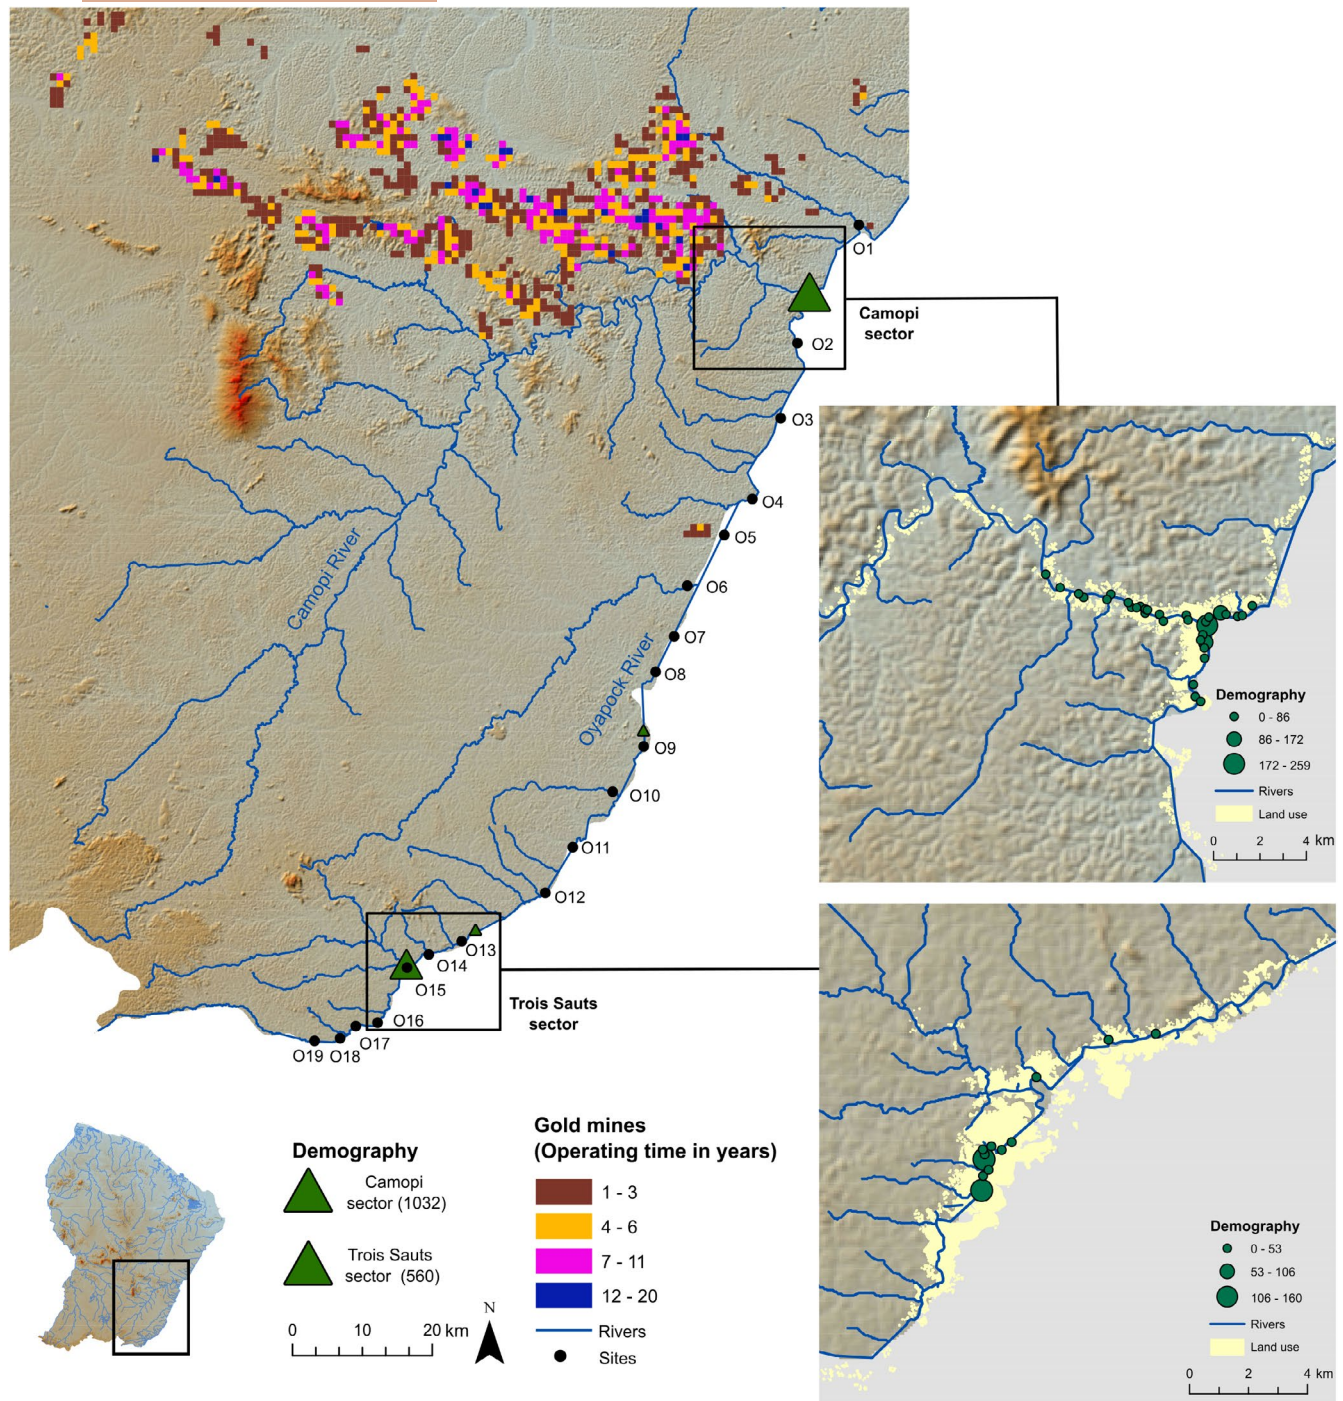 O1
Camopi
sector
O2
O3
O4
O5
O6
O7
O8
O9
O10
O11
O12
O13
O14
O15
O16
O17
O18
O19
Camopi River
Oyapock River
Trois Sauts
sector
Demography
0 - 86
86 - 172
172 - 259
Rivers
Land use
0 2 4 km
Demography
Camopi
sector (1032)
Trois Sauts
sector (560)
0 10 20 km
N
Gold mines
(Operating time in years)
1 - 3
4 - 6
7 - 11
12 - 20
Rivers
Sites
Demography
0 - 53
53 - 106
106 - 160
Rivers
Land use
0 2 4 km